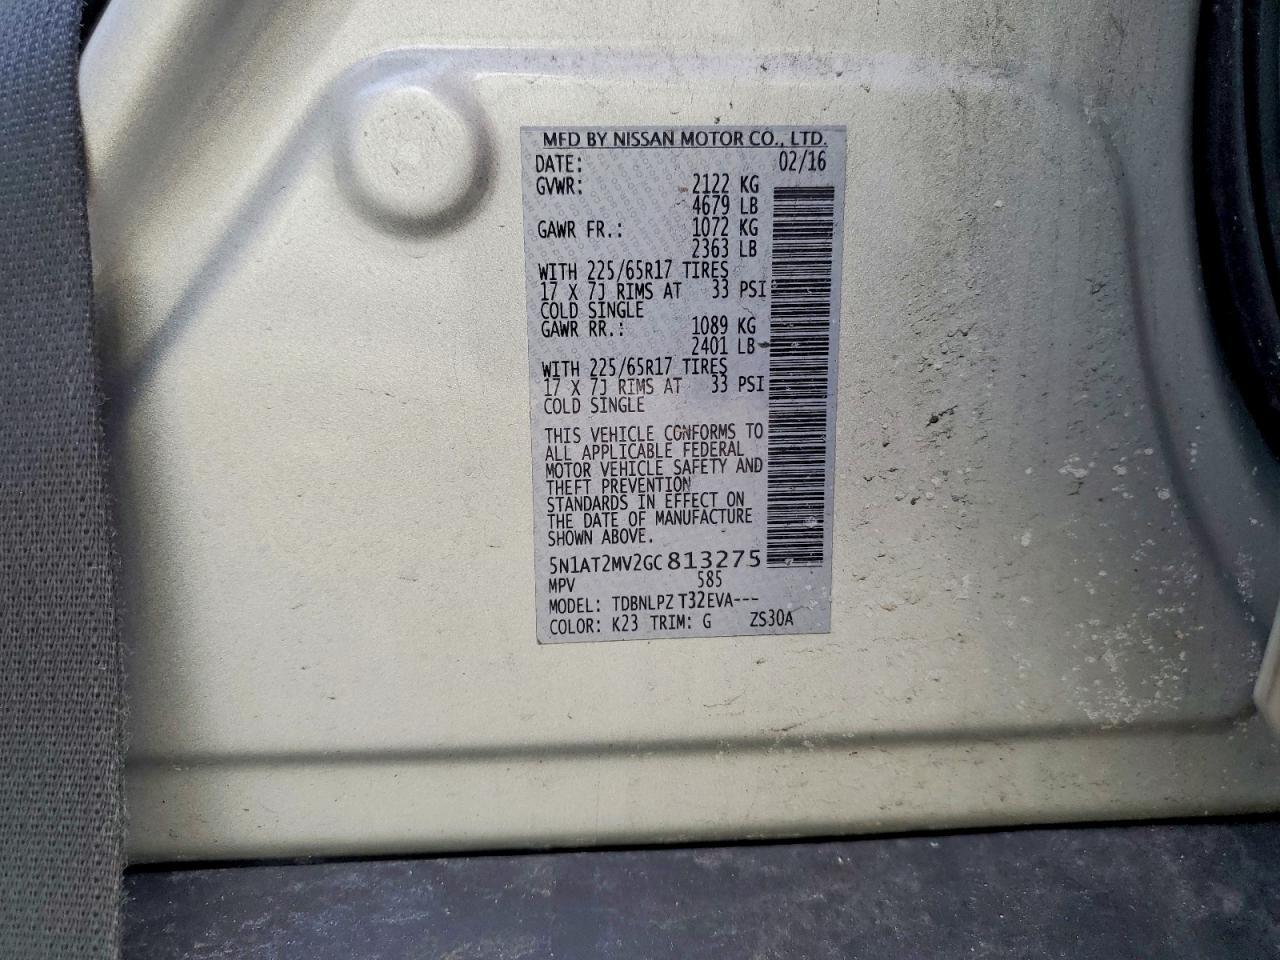 MFD BY NISSAN MOTOR CO., LTD.
DATE: 02/16
GVWR: 2122 KG
4679 LB
GAWR FR.: 1072 KG
2363 LB
WITH 225/65R17 TIRES
17 X 7J RIMS AT 33 PSI
COLD SINGLE
GAWR RR.: 1089 KG
2401 LB
WITH 225/65R17 TIRES
17 X 7J RIMS AT 33 PSI
COLD SINGLE
THIS VEHICLE CONFORMS TO
ALL APPLICABLE FEDERAL
MOTOR VEHICLE SAFETY AND
THEFT PREVENTION
STANDARDS IN EFFECT ON
THE DATE OF MANUFACTURE
SHOWN ABOVE.
5N1AT2MV2GC813275
MPV 585
MODEL: TDBNLPZ T32EVA---
COLOR: K23 TRIM: G ZS30A